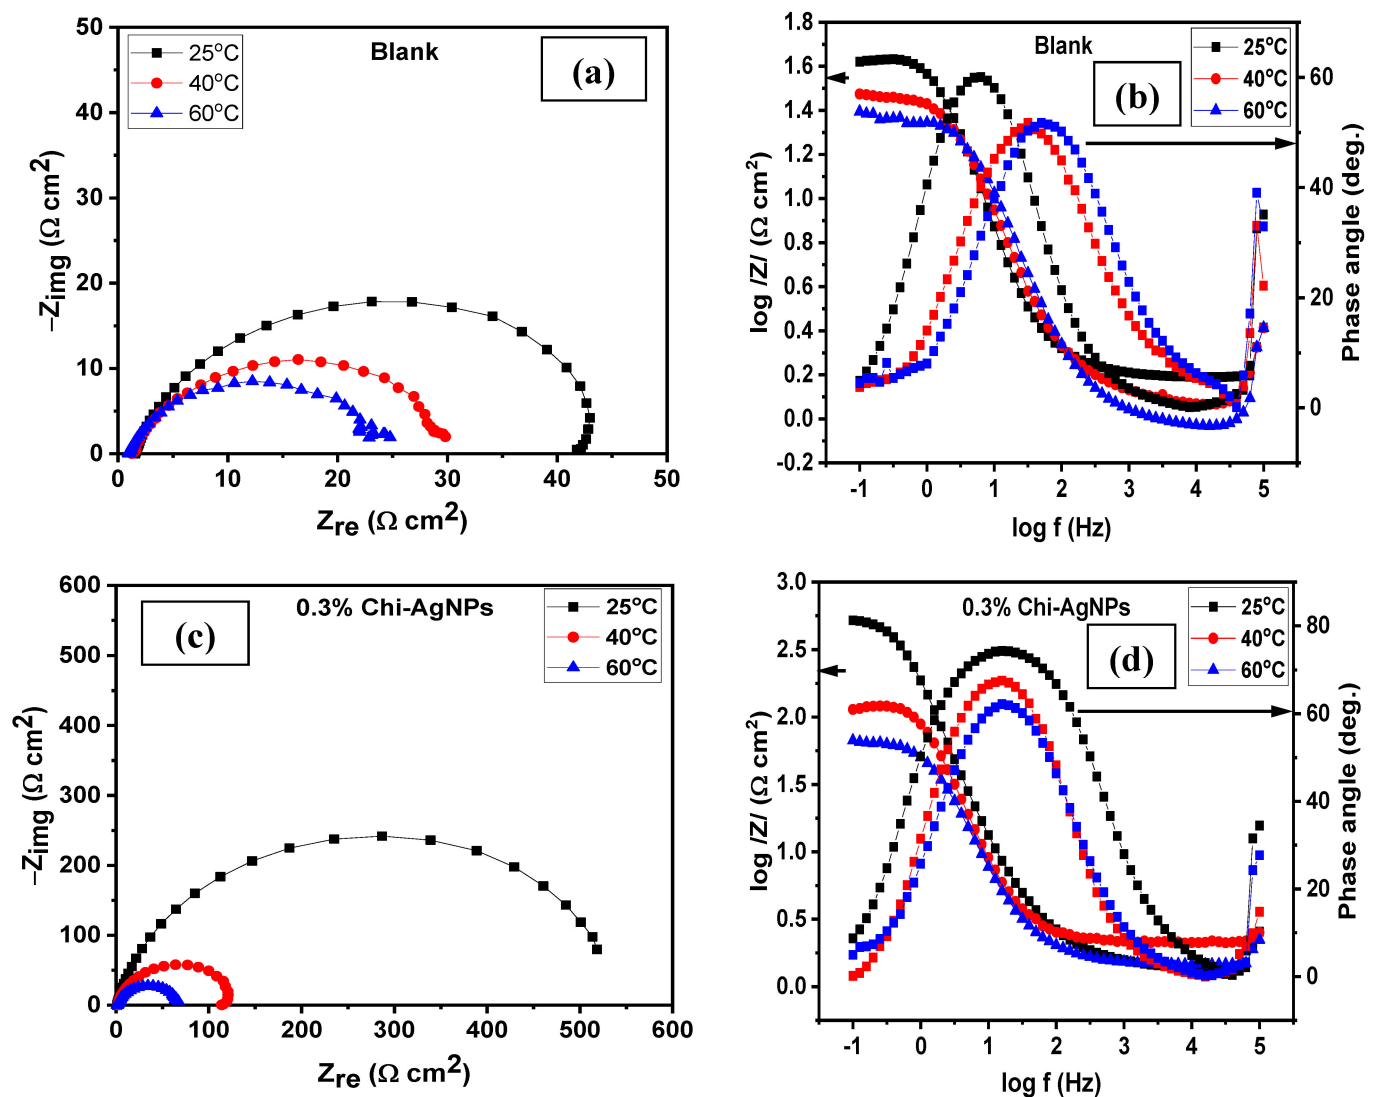 Blank
(a)
25°C
40°C
60°C
50
40
30
20
10
0
–Zimg (Ω cm2)
0
10
20
30
40
50
Zre (Ω cm2)
Blank
(b)
25°C
40°C
60°C
1.8
1.6
1.4
1.2
1.0
0.8
0.6
0.4
0.2
0.0
-0.2
log /Z/ (Ω cm2)
60
40
20
0
Phase angle (deg.)
-1
0
1
2
3
4
5
log f (Hz)
0.3% Chi-AgNPs
(c)
25°C
40°C
60°C
600
500
400
300
200
100
0
–Zimg (Ω cm2)
0
100
200
300
400
500
600
Zre (Ω cm2)
0.3% Chi-AgNPs
(d)
25°C
40°C
60°C
3.0
2.5
2.0
1.5
1.0
0.5
0.0
log /Z/ (Ω cm2)
80
60
40
20
0
Phase angle (deg.)
-1
0
1
2
3
4
5
log f (Hz)